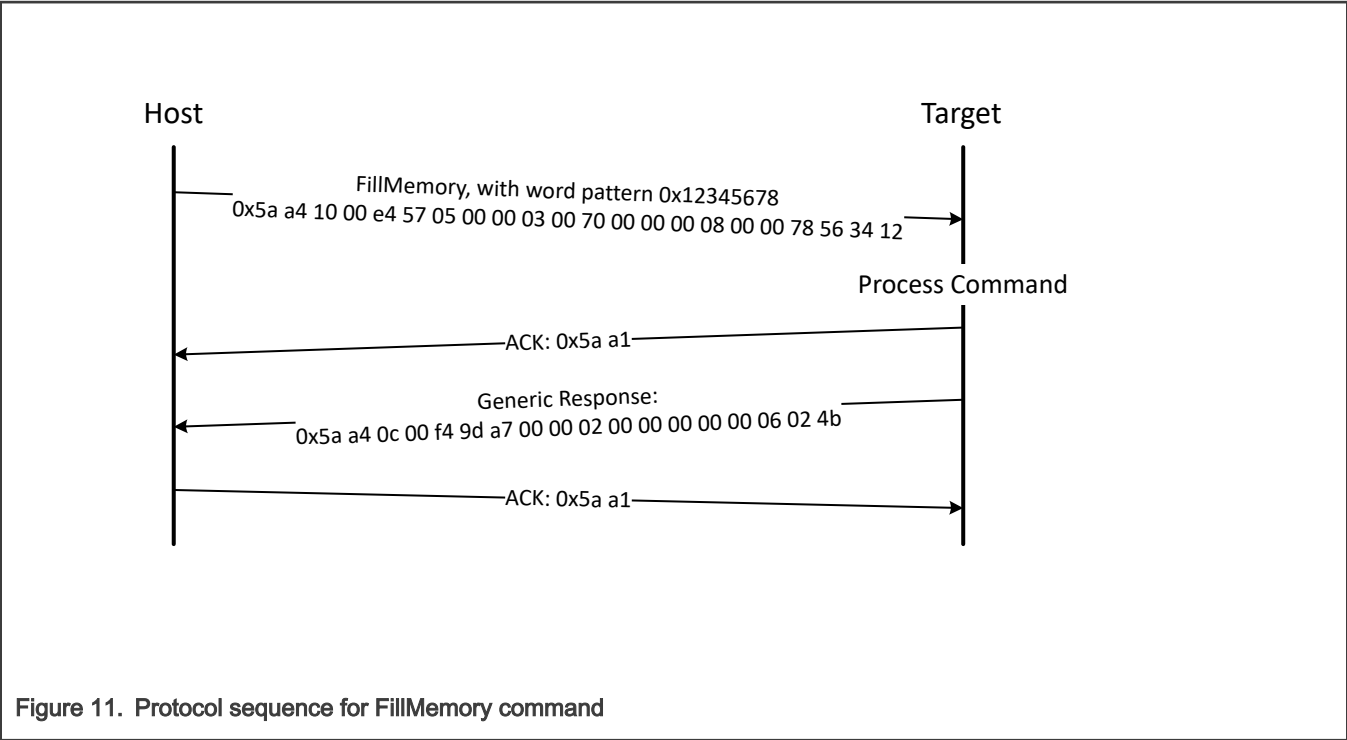 Host
Target
FillMemory, with word pattern 0x12345678
0x5a a4 10 00 e4 57 05 00 00 03 00 70 00 00 00 08 00 00 78 56 34 12
Process Command
ACK: 0x5a a1
Generic Response:
0x5a a4 0c 00 f4 9d a7 00 00 02 00 00 00 00 00 06 02 4b
ACK: 0x5a a1
Figure 11. Protocol sequence for FillMemory command